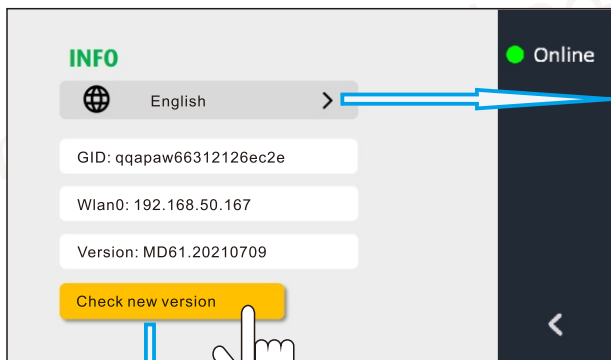 INFO
Online
English
GID: qqapaw66312126ec2e
Wlan0: 192.168.50.167
Version: MD61.20210709
Check new version